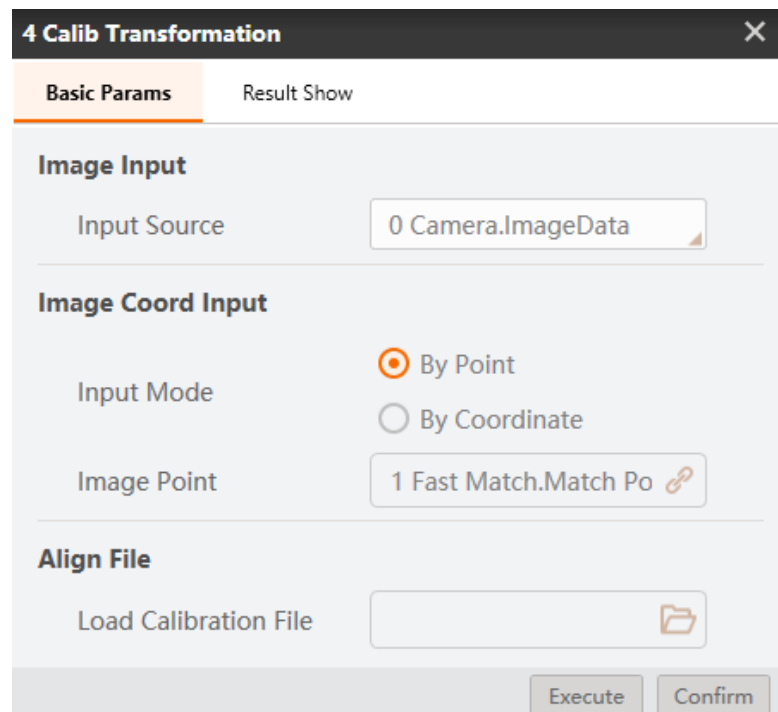 4 Calib Transformation
Basic Params Result Show
Image Input
Input Source 0 Camera.ImageData
Image Coord Input
By Point
Input Mode
By Coordinate
Image Point 1 Fast Match.Match Po
Align File
Load Calibration File
Execute Confirm